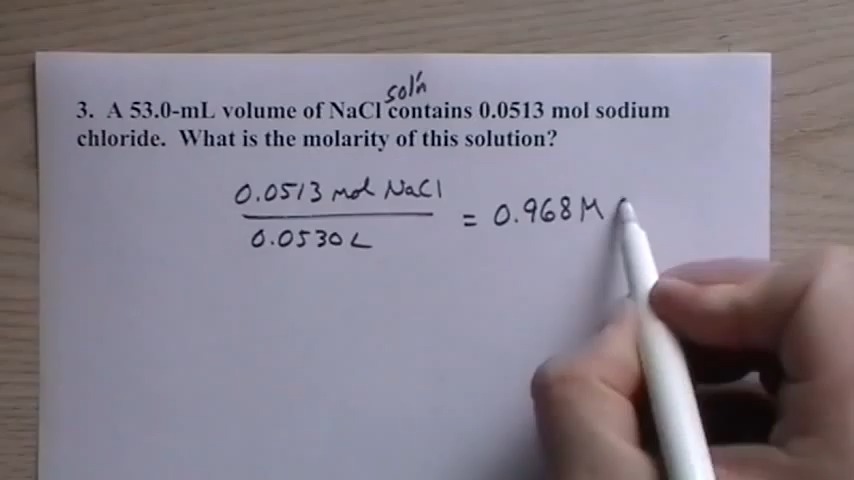 sol'n
3. A 53.0-mL volume of NaCl contains 0.0513 mol sodium
chloride. What is the molarity of this solution?
0.0513 mol NaCl
0.0530 L
= 0.968 M